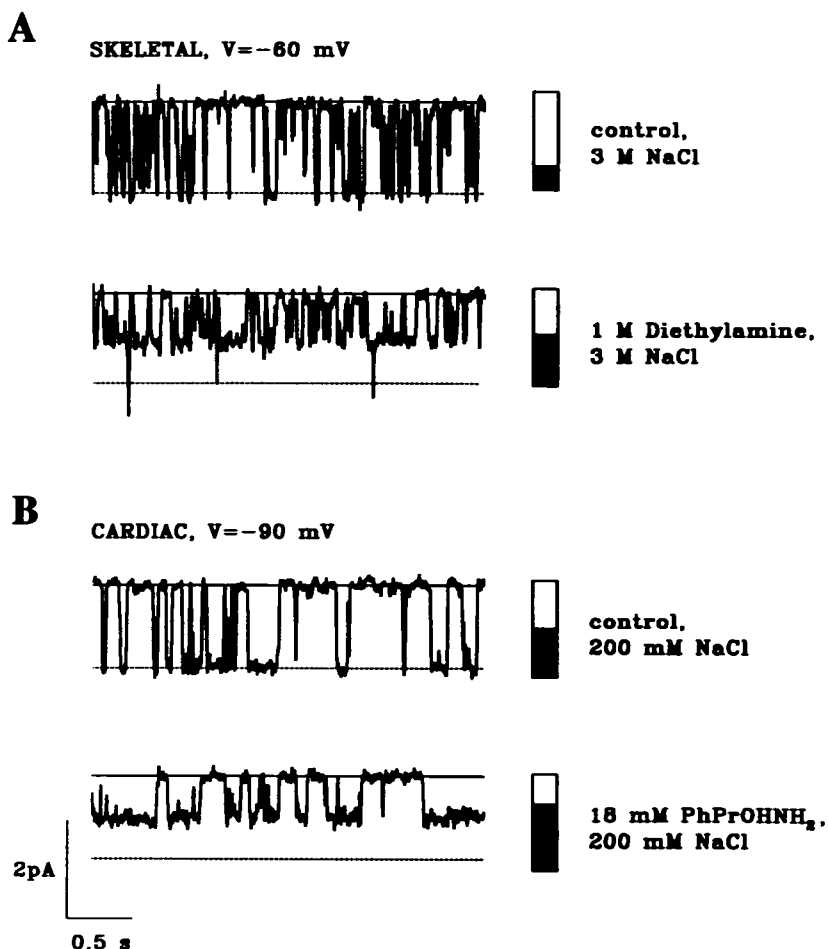 A
SKELETAL, V=−60 mV
control,
3 M NaCl
1 M Diethylamine,
3 M NaCl
B
CARDIAC, V=−90 mV
control,
200 mM NaCl
18 mM PhPrOHNH₂,
200 mM NaCl
2pA
0.5 s